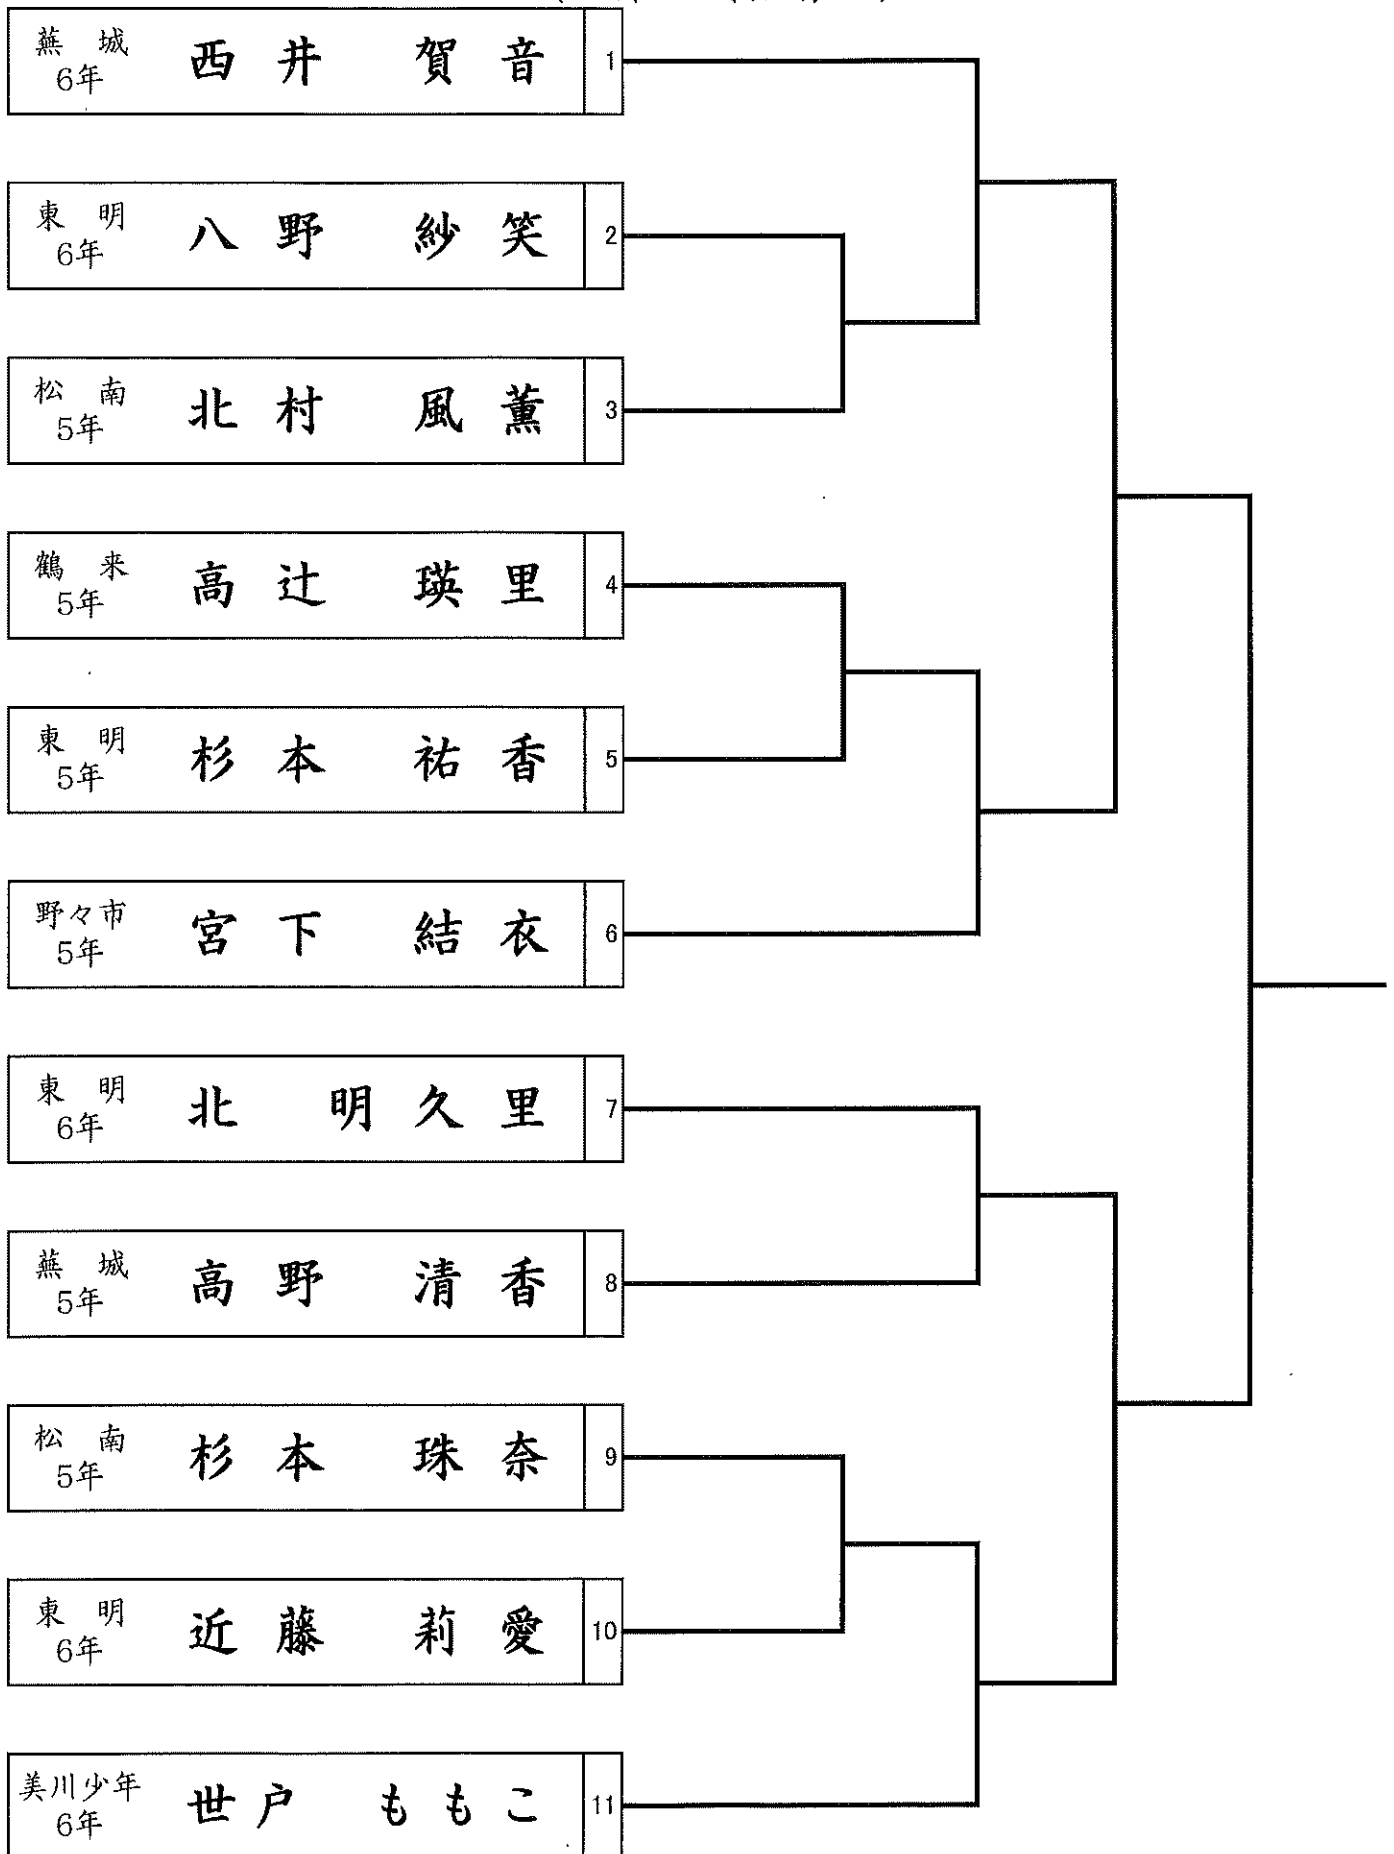 蕪城 西井 賀音 1
6年
東明 八野 紗笑 2
6年
松南 北村 風薫 3
5年
鶴来 高辻 瑛里 4
5年
東明 杉本 祐香 5
5年
野々市 宮下 結衣 6
5年
東明 北 明久里 7
6年
蕪城 高野 清香 8
5年
松南 杉本 珠奈 9
5年
東明 近藤 莉愛 10
6年
美川少年 世戸 ももこ 11
6年